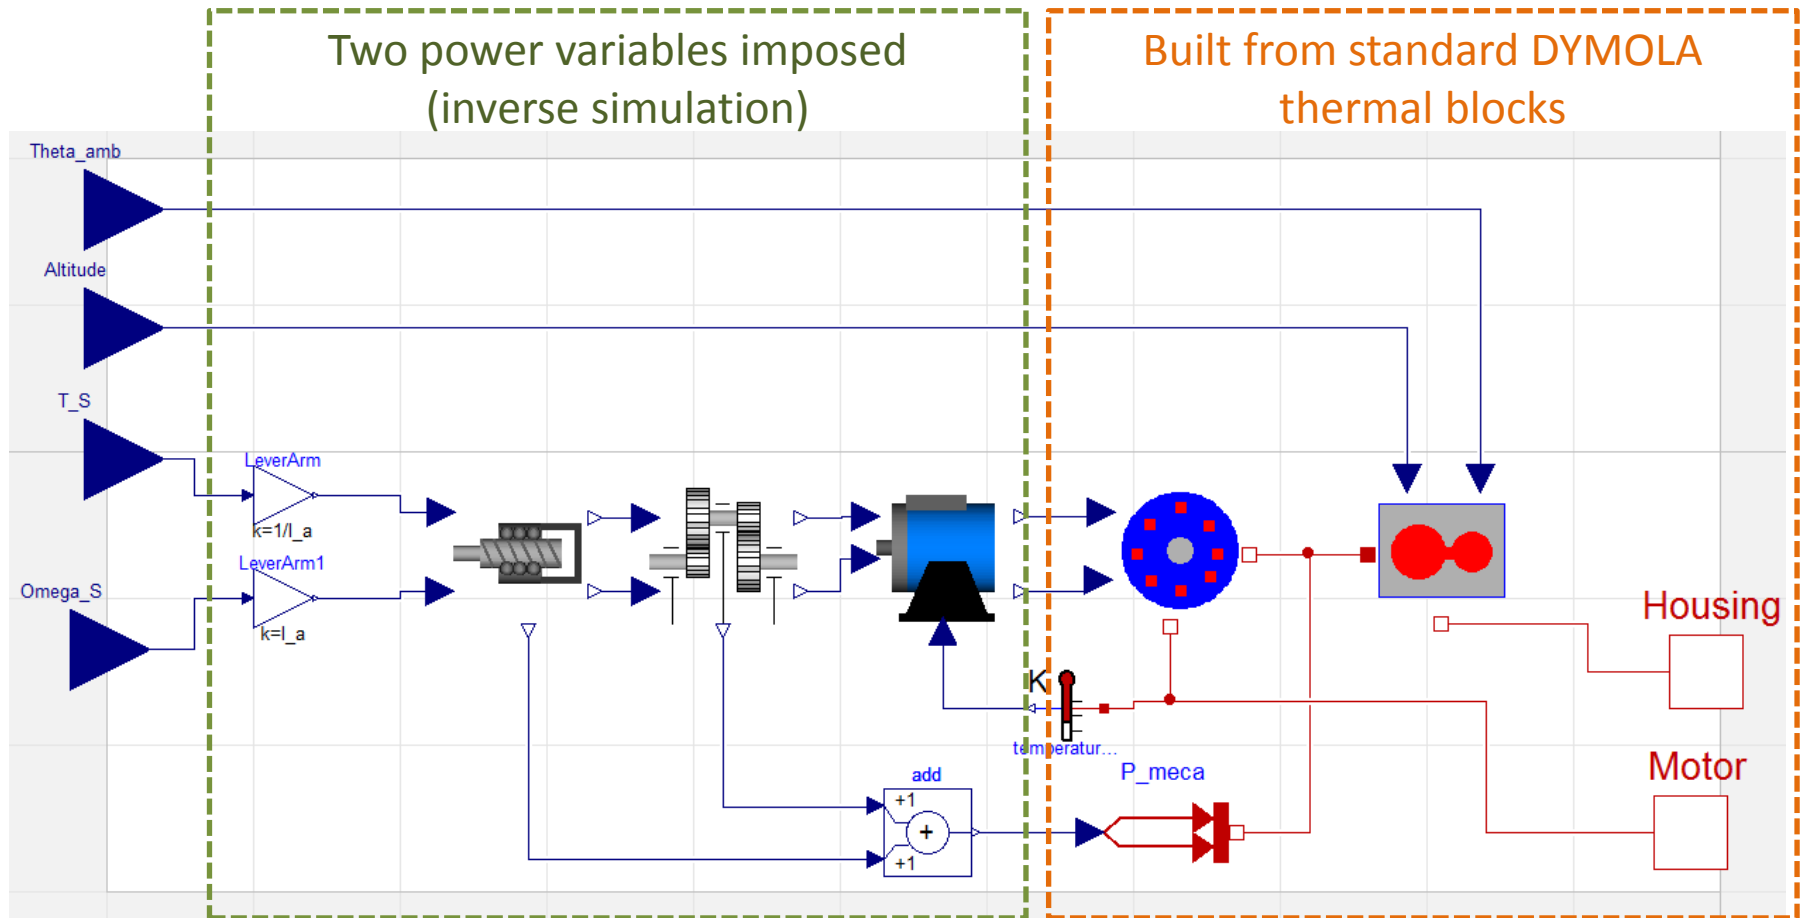 Two power variables imposed
(inverse simulation)
Built from standard DYMOLA
thermal blocks
Theta_amb
Altitude
T_S
LeverArm
k=1/l_a
LeverArm1
Omega_S
k=l_a
Housing
K
temperatur...
add
+1
+
+1
P_meca
Motor